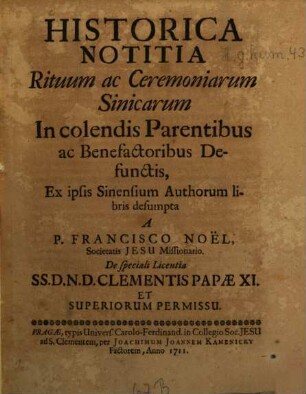 HISTORICA
NOTITIA
Rituum ac Ceremoniarum
Sinicarum
In colendis Parentibus
ac Benefactoribus De-
functis,
Ex ipsis Sinensium Authorum li-
bris desumpta
A
P. FRANCISCO NOËL,
Societatis JESU Missionario.
De speciali Licentia
SS.D.N.D. CLEMENTIS PAPÆ XI.
ET
SUPERIORUM PERMISSU.
PRAGÆ, typis Univers. Carolo-Ferdinand. in Collegio Soc. JESU
ad S. Clementem, per JOACHIMUM JOANNEM KAMENICKY
Factorem, Anno 1711.